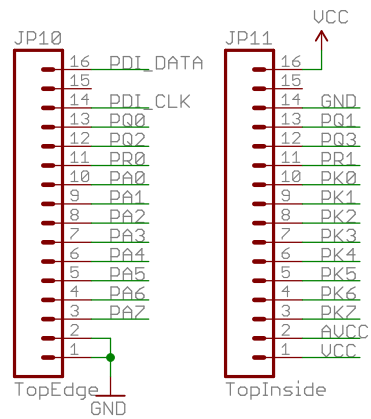 VCC
JP10 JP11
16 PDI_DATA 16
15 15
14 PDI_CLK 14 GND
13 PQ0 13 PQ1
12 PQ2 12 PQ3
11 PR0 11 PR1
10 PA0 10 PK0
9 PA1 9 PK1
8 PA2 8 PK2
7 PA3 7 PK3
6 PA4 6 PK4
5 PA5 5 PK5
4 PA6 4 PK6
3 PA7 3 PK7
2 2 AVCC
1 1 VCC
TopEdge TopInside
GND